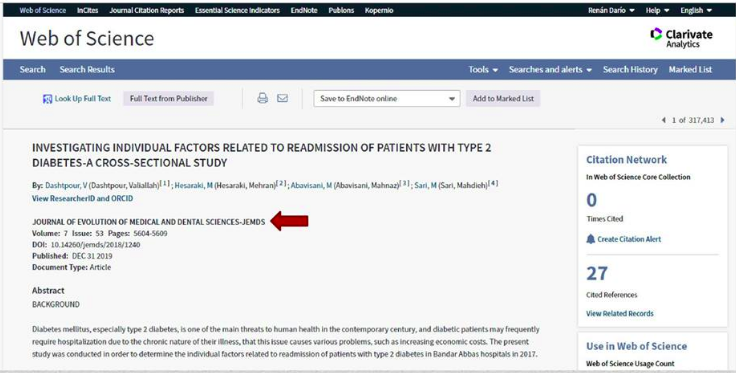 Web of Science InCites Journal Citation Reports Essential Science Indicators EndNote Publons Kopernio Renán Darío Help English
Web of Science
Clarivate
Analytics
Search Search Results Tools Searches and alerts Search History Marked List
Look Up Full Text Full Text from Publisher Save to EndNote online Add to Marked List
1 of 317,413
INVESTIGATING INDIVIDUAL FACTORS RELATED TO READMISSION OF PATIENTS WITH TYPE 2
DIABETES-A CROSS-SECTIONAL STUDY
By: Dashtpour, V (Dashtpour, Valiallah)[1]; Hesaraki, M (Hesaraki, Mehran)[2]; Abavisani, M (Abavisani, Mahnaz)[3]; Sari, M (Sari, Mahdieh)[4]
View ResearcherID and ORCID
JOURNAL OF EVOLUTION OF MEDICAL AND DENTAL SCIENCES-JEMDS
Volume: 7 Issue: 53 Pages: 5604-5609
DOI: 10.14260/jemds/2018/1240
Published: DEC 31 2019
Document Type: Article
Abstract
BACKGROUND
Diabetes mellitus, especially type 2 diabetes, is one of the main threats to human health in the contemporary century, and diabetic patients may frequently
require hospitalization due to the chronic nature of their illness, that this issue causes various problems, such as increasing economic costs. The present
study was conducted in order to determine the individual factors related to readmission of patients with type 2 diabetes in Bandar Abbas hospitals in 2017.
Citation Network
In Web of Science Core Collection
0
Times Cited
Create Citation Alert
27
Cited References
View Related Records
Use in Web of Science
Web of Science Usage Count